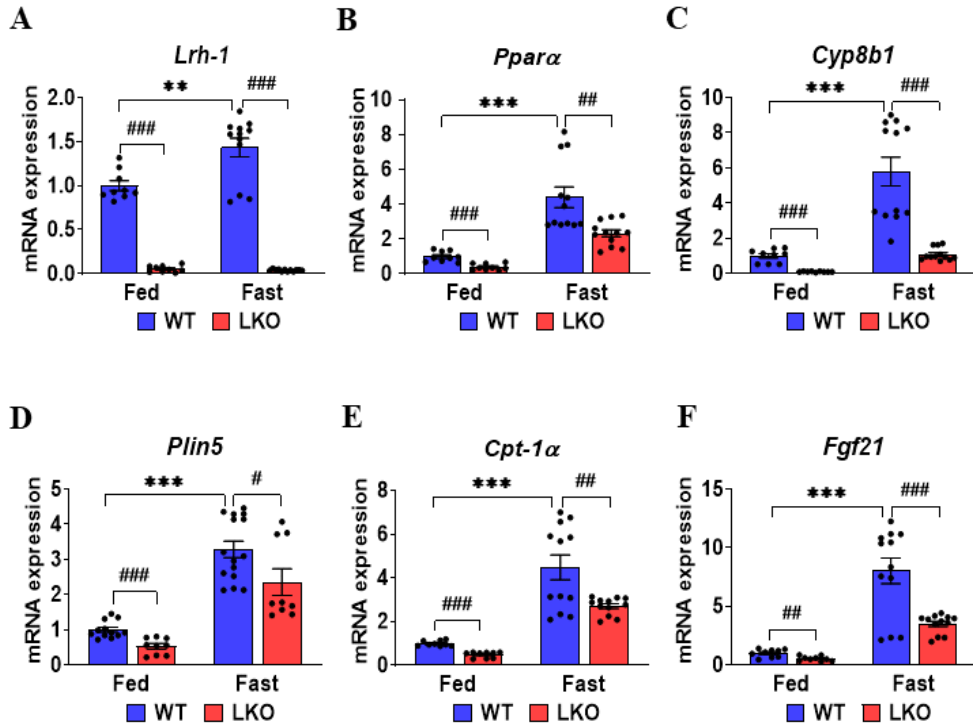 A
Lrh-1
mRNA expression
2.0
1.5
1.0
0.5
0.0
**
###
###
Fed Fast
WT LKO
B
Pparα
mRNA expression
10
8
6
4
2
0
***
##
###
Fed Fast
WT LKO
C
Cyp8b1
mRNA expression
10
8
6
4
2
0
***
###
###
Fed Fast
WT LKO
D
Plin5
mRNA expression
5
4
3
2
1
0
***
#
###
Fed Fast
WT LKO
E
Cpt-1α
mRNA expression
8
6
4
2
0
***
##
###
Fed Fast
WT LKO
F
Fgf21
mRNA expression
15
10
5
0
***
###
##
Fed Fast
WT LKO